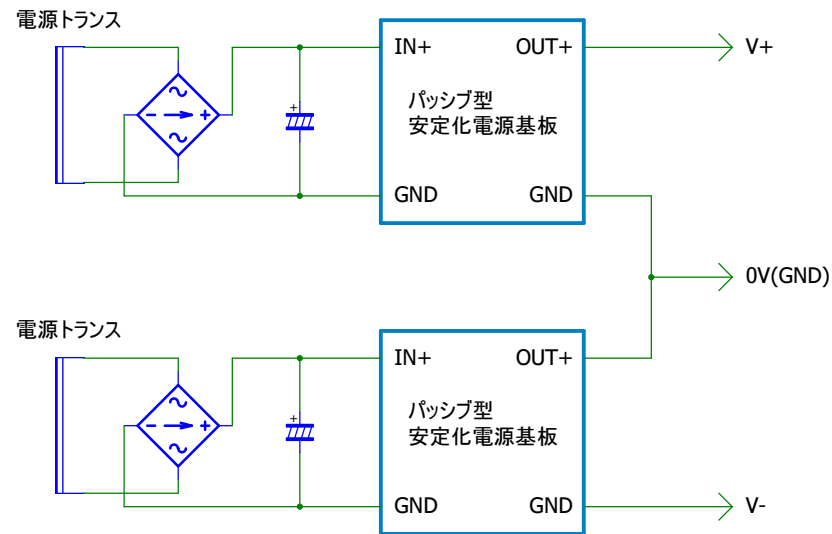 電源トランス
IN+ OUT+
V+
パッシブ型
安定化電源基板
- +
+
GND GND
0V(GND)
電源トランス
IN+ OUT+
パッシブ型
安定化電源基板
- +
+
GND GND
V-